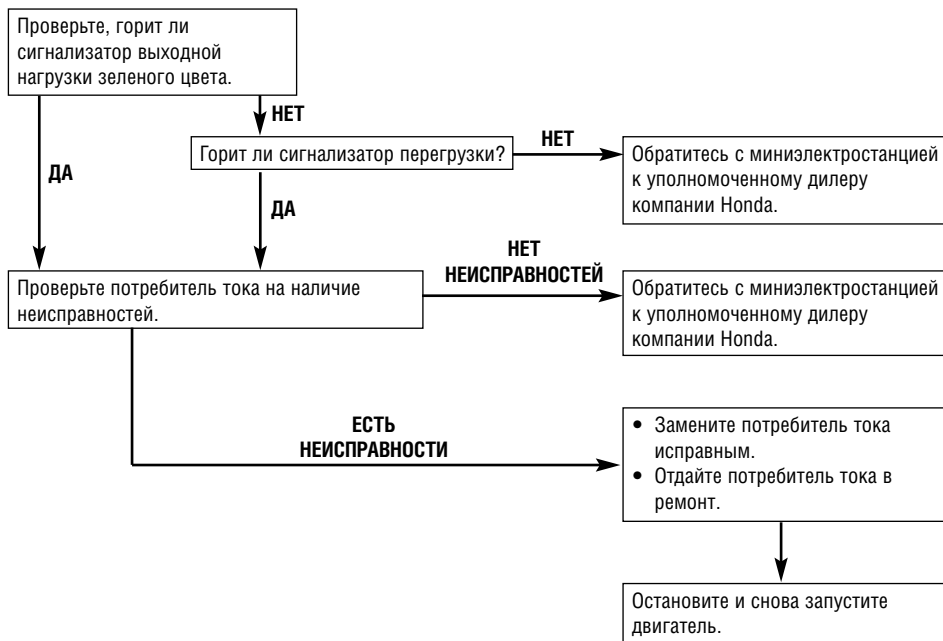 Проверьте, горит ли
сигнализатор выходной
нагрузки зеленого цвета.
НЕТ
Горит ли сигнализатор перегрузки?
НЕТ
Обратитесь с миниэлектростанцией
к уполномоченному дилеру
компании Honda.
ДА
ДА
Проверьте потребитель тока на наличие
неисправностей.
НЕТ
НЕИСПРАВНОСТЕЙ
Обратитесь с миниэлектростанцией
к уполномоченному дилеру
компании Honda.
ЕСТЬ
НЕИСПРАВНОСТИ
• Замените потребитель тока
исправным.
• Отдайте потребитель тока в
ремонт.
Остановите и снова запустите
двигатель.